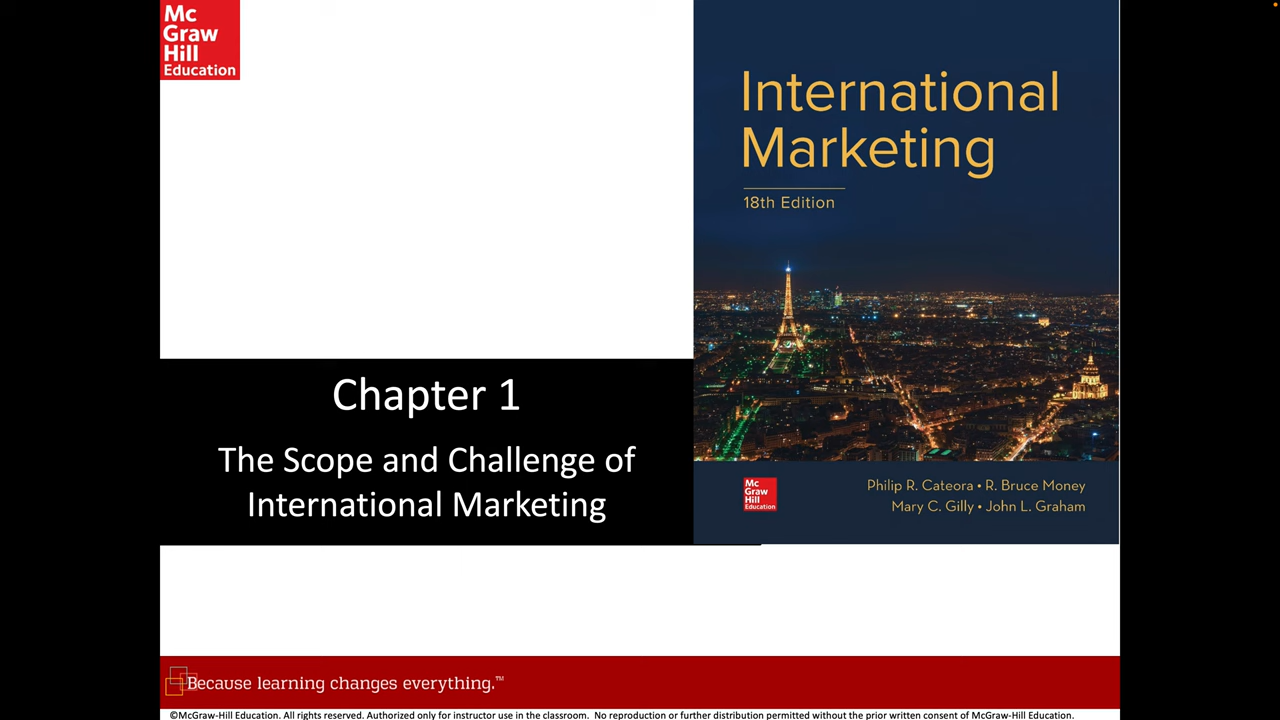 Mc
Graw
Hill
Education
International
Marketing
18th Edition
Chapter 1
The Scope and Challenge of
International Marketing
Mc
Graw
Hill
Education
Philip R. Cateora • R. Bruce Money
Mary C. Gilly • John L. Graham
Because learning changes everything.™
©McGraw-Hill Education. All rights reserved. Authorized only for instructor use in the classroom.  No reproduction or further distribution permitted without the prior written consent of McGraw-Hill Education.